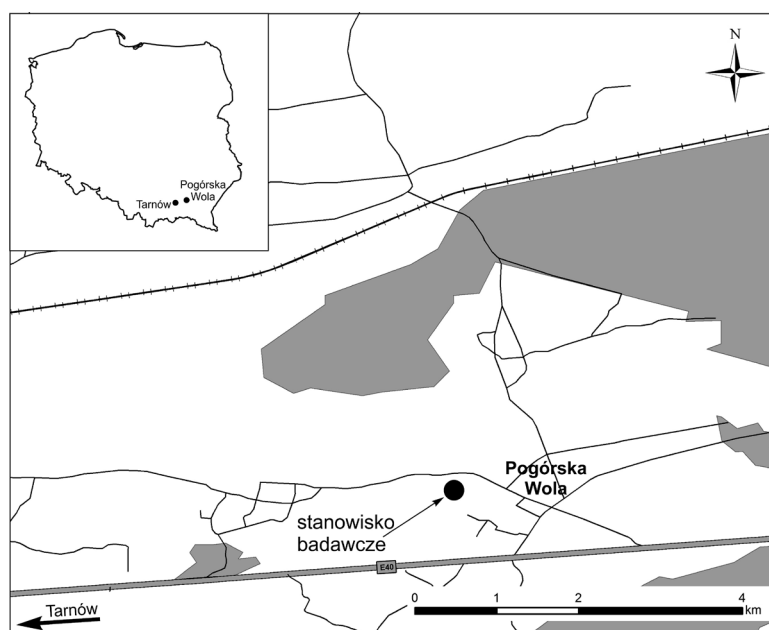 N
Pogórska
Wola
Tarnów
Pogórska
Wola
stanowisko
badawcze
E40
0 1 2 4
km
Tarnów